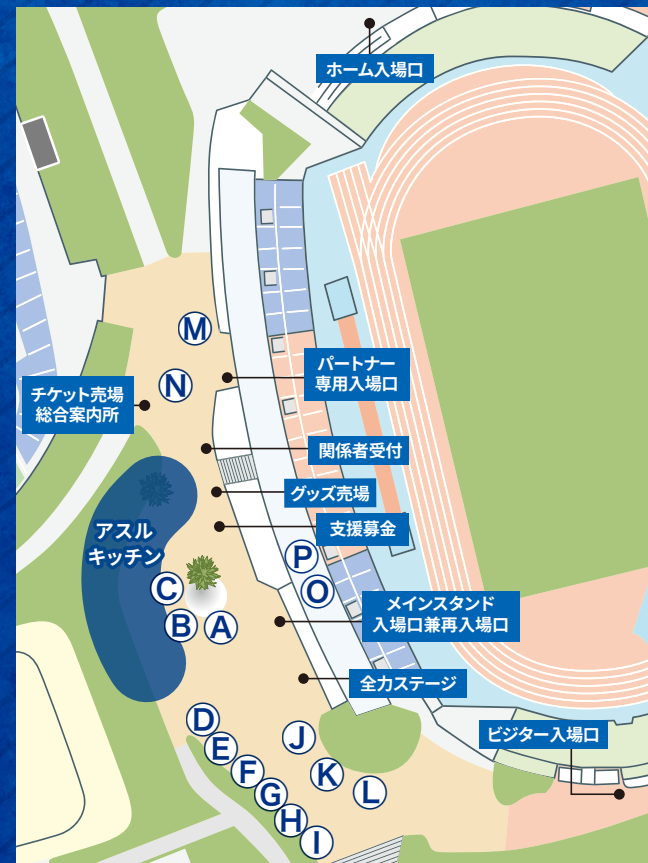 ホーム入場口
M
パートナー
専用入場口
N
チケット売場
総合案内所
関係者受付
グッズ売場
支援募金
アスル
キッチン
P
O
C
B
A
メインスタンド
入場口兼再入場口
全力ステージ
D
E
F
G
H
I
J
K
L
ビジター入場口